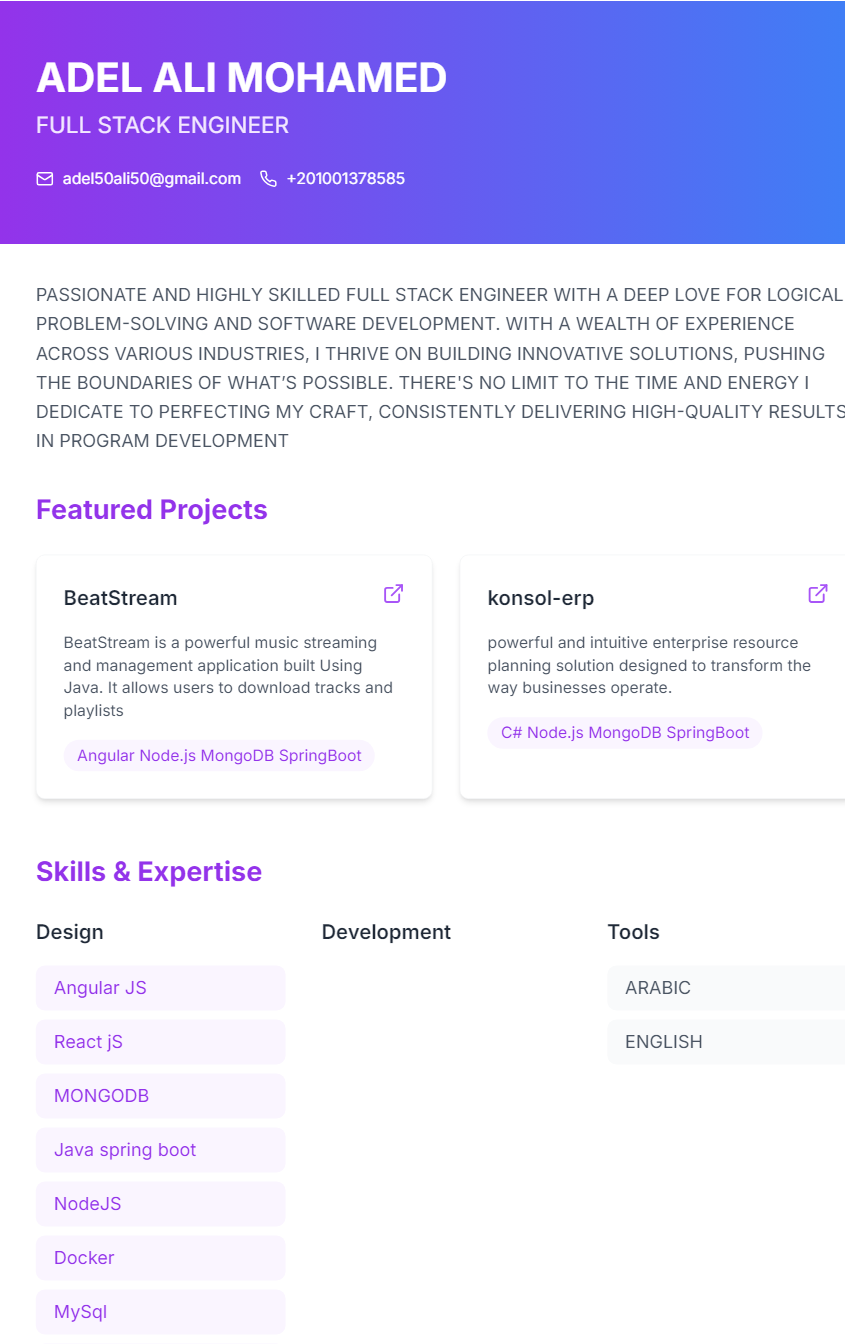 ADEL ALI MOHAMED
FULL STACK ENGINEER
adel50ali50@gmail.com +201001378585
PASSIONATE AND HIGHLY SKILLED FULL STACK ENGINEER WITH A DEEP LOVE FOR LOGICAL
PROBLEM-SOLVING AND SOFTWARE DEVELOPMENT. WITH A WEALTH OF EXPERIENCE
ACROSS VARIOUS INDUSTRIES, I THRIVE ON BUILDING INNOVATIVE SOLUTIONS, PUSHING
THE BOUNDARIES OF WHAT’S POSSIBLE. THERE'S NO LIMIT TO THE TIME AND ENERGY I
DEDICATE TO PERFECTING MY CRAFT, CONSISTENTLY DELIVERING HIGH-QUALITY RESULTS
IN PROGRAM DEVELOPMENT
Featured Projects
BeatStream
BeatStream is a powerful music streaming
and management application built Using
Java. It allows users to download tracks and
playlists
Angular Node.js MongoDB SpringBoot
konsol-erp
powerful and intuitive enterprise resource
planning solution designed to transform the
way businesses operate.
C# Node.js MongoDB SpringBoot
Skills & Expertise
Design
Angular JS
React jS
MONGODB
Java spring boot
NodeJS
Docker
MySql
Development
Tools
ARABIC
ENGLISH